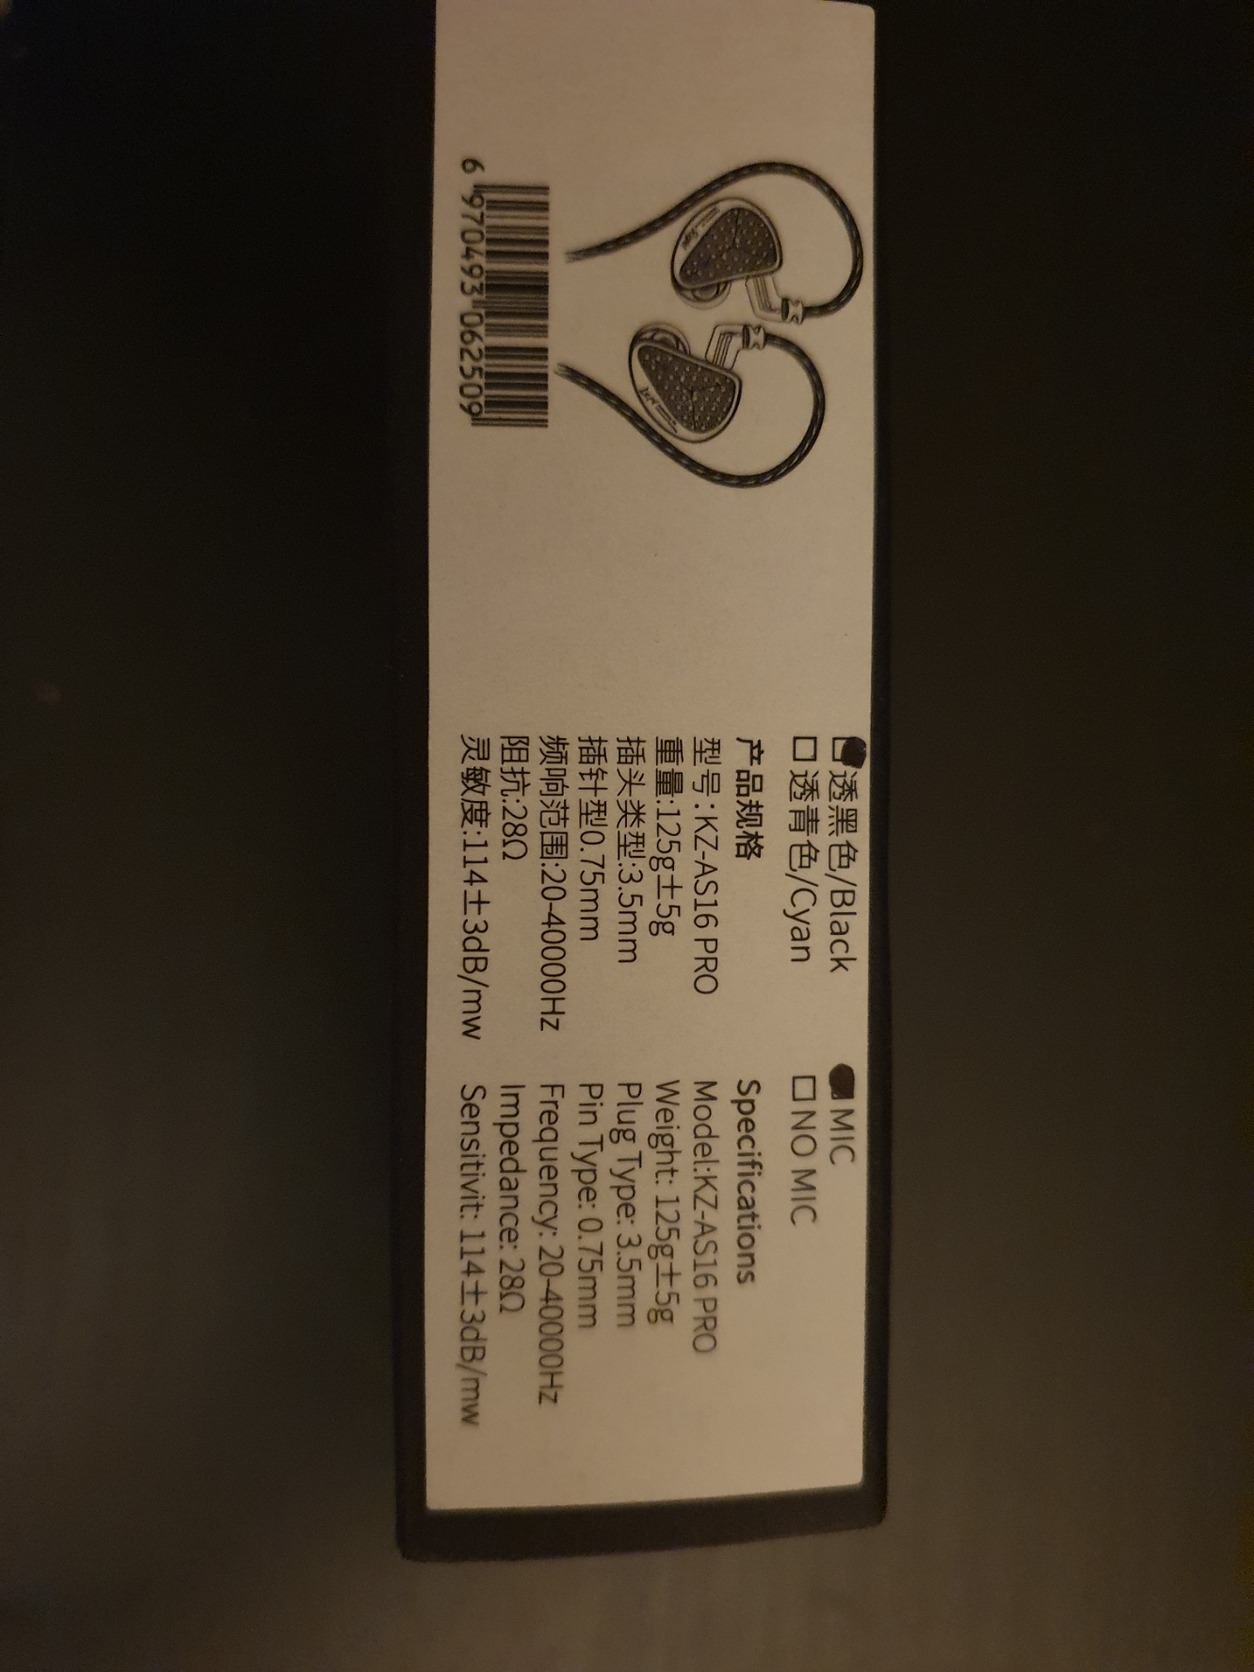 透黑色/Black
透青色/Cyan
MIC
NO MIC
产品规格
型号:KZ-AS16 PRO
重量:125g±5g
插头类型:3.5mm
插针型0.75mm
频响范围:20-40000Hz
阻抗:28Ω
灵敏度:114±3dB/mw
Specifications
Model:KZ-AS16 PRO
Weight: 125g±5g
Plug Type: 3.5mm
Pin Type: 0.75mm
Frequency: 20-40000Hz
Impedance: 28Ω
Sensitivit: 114±3dB/mw
6 970493 062509